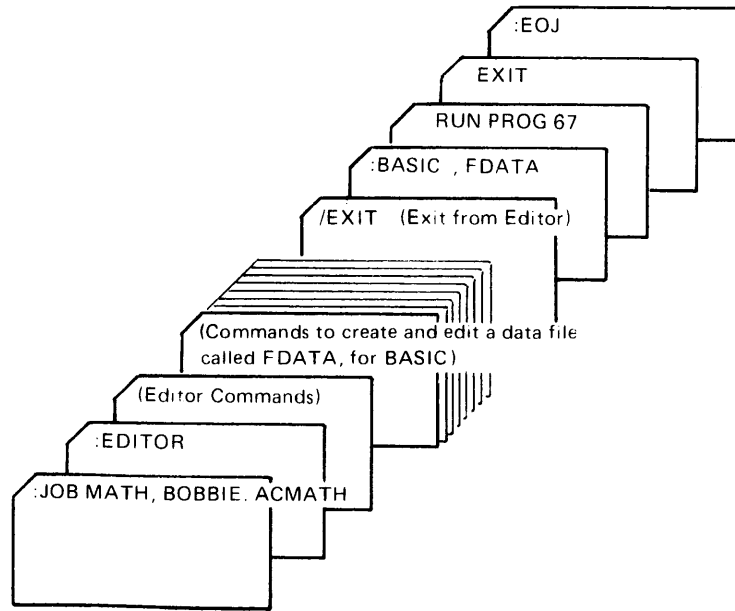 :EOJ
EXIT
RUN PROG 67
:BASIC , FDATA
/EXIT (Exit from Editor)
(Commands to create and edit a data file
called FDATA, for BASIC)
(Editor Commands)
:EDITOR
:JOB MATH, BOBBIE. ACMATH